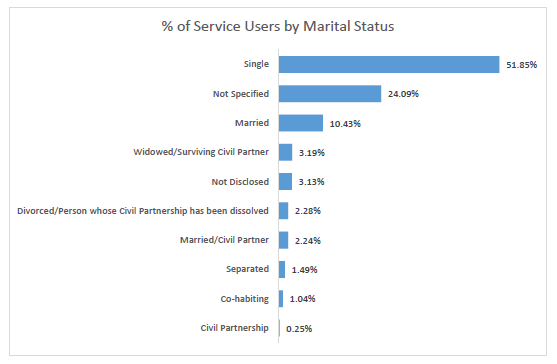 % of Service Users by Marital Status
Single 51.85%
Not Specified 24.09%
Married 10.43%
Widowed/Surviving Civil Partner 3.19%
Not Disclosed 3.13%
Divorced/Person whose Civil Partnership has been dissolved 2.28%
Married/Civil Partner 2.24%
Separated 1.49%
Co-habiting 1.04%
Civil Partnership 0.25%